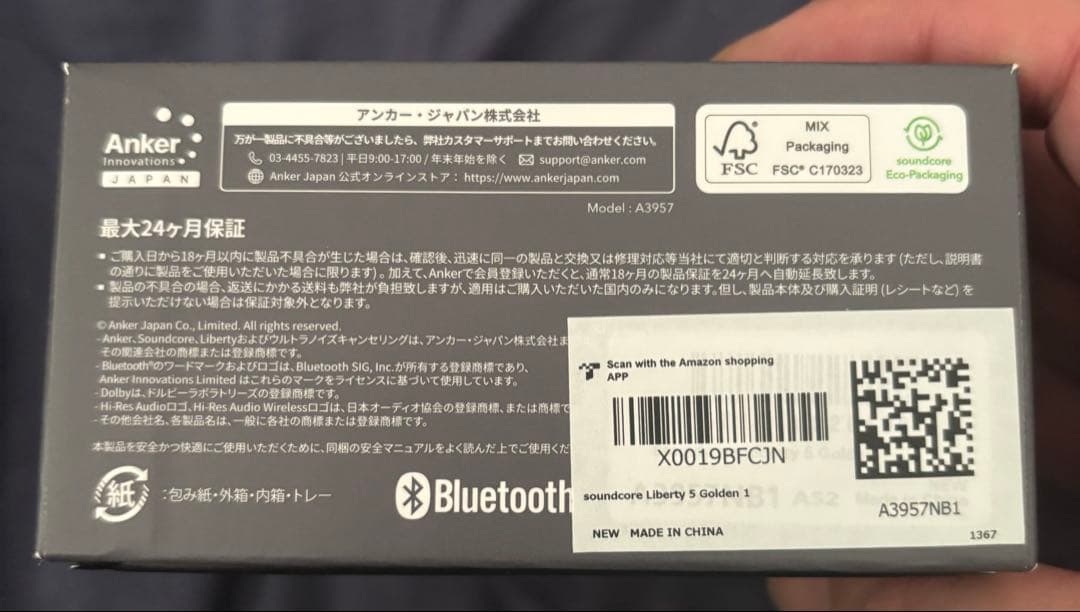 Anker
Innovations
JAPAN
アンカー・ジャパン株式会社
万が一製品に不具合等がございましたら、弊社カスタマーサポートまでお問い合わせください。
03-4455-7823 | 平日9:00-17:00 / 年末年始を除く support@anker.com
Anker Japan 公式オンラインストア： https://www.ankerjapan.com
FSC
MIX
Packaging
FSC® C170323
soundcore
Eco-Packaging
Model : A3957
最大24ヶ月保証
▪ ご購入日から18ヶ月以内に製品不具合が生じた場合は、確認後、迅速に同一の製品と交換又は修理対応等当社にて適切と判断する対応を承ります (ただし、説明書
の通りに製品をご使用いただいた場合に限ります) 。加えて、Ankerで会員登録いただくと、通常18ヶ月の製品保証を24ヶ月へ自動延長致します。
▪ 製品の不具合の場合、返送にかかる送料も弊社が負担致しますが、適用はご購入いただいた国内のみになります。但し、製品本体及び購入証明 (レシートなど) を
提示いただけない場合は保証対象外となります。
©Anker Japan Co., Limited. All rights reserved.
- Anker、Soundcore、Libertyおよびウルトラノイズキャンセリングは、アンカー・ジャパン株式会社ま
その関連会社の商標または登録商標です。
- Bluetooth®のワードマークおよびロゴは、Bluetooth SIG, Inc.が所有する登録商標であり、
Anker Innovations Limited はこれらのマークをライセンスに基づいて使用しています。
- Dolbyは、ドルビーラボラトリーズの登録商標です。
- Hi-Res Audioロゴ、Hi-Res Audio Wirelessロゴは、日本オーディオ協会の登録商標、または商標で
- その他会社名、各製品名は、一般に各社の商標または登録商標です。
本製品を安全かつ快適にご使用いただくために、同梱の安全マニュアルをよく読んだ上でご使用くだ
紙 :包み紙・外箱・内箱・トレー
Bluetooth
Scan with the Amazon shopping
APP
X0019BFCJN
soundcore Liberty 5 Golden 1
A3957NB1
NEW MADE IN CHINA
1367